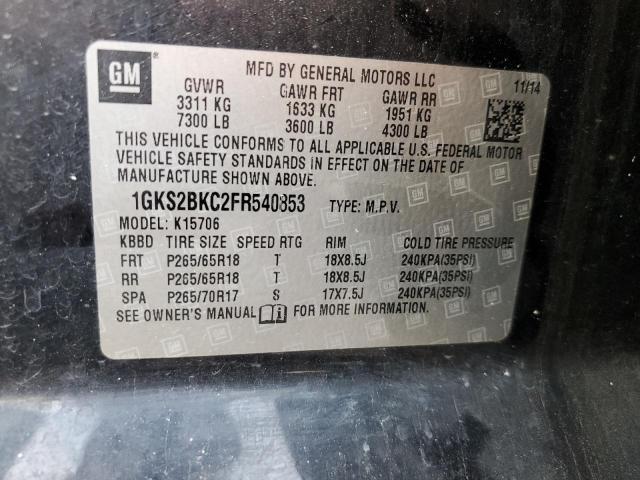 GM
MFD BY GENERAL MOTORS LLC
11/14
GVWR GAWR FRT GAWR RR
3311 KG 1633 KG 1951 KG
7300 LB 3600 LB 4300 LB
THIS VEHICLE CONFORMS TO ALL APPLICABLE U.S. FEDERAL MOTOR
VEHICLE SAFETY STANDARDS IN EFFECT ON THE DATE OF
MANUFACTURE SHOWN ABOVE.
1GKS2BKC2FR540853 TYPE: M.P.V.
MODEL: K15706
KBBD TIRE SIZE SPEED RTG RIM COLD TIRE PRESSURE
FRT P265/65R18 T 18X8.5J 240KPA(35PSI)
RR P265/65R18 T 18X8.5J 240KPA(35PSI)
SPA P265/70R17 S 17X7.5J 240KPA(35PSI)
SEE OWNER'S MANUAL FOR MORE INFORMATION.